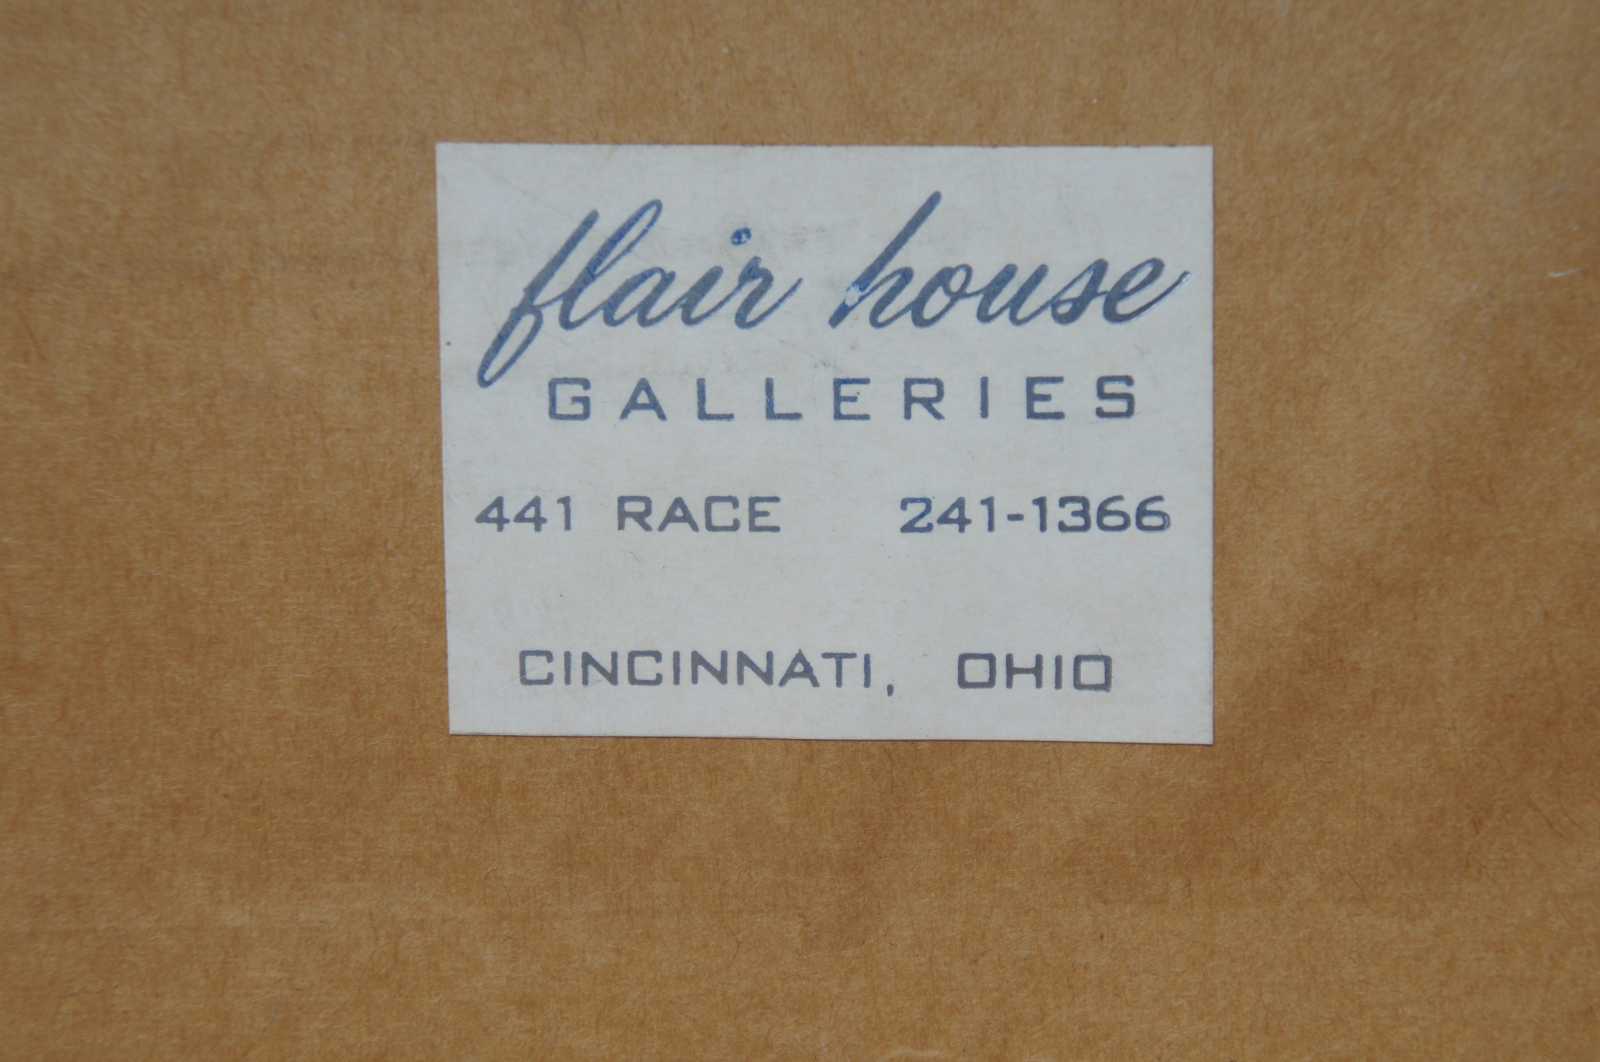 flair house
GALLERIES
441 RACE 241-1366
CINCINNATI, OHIO